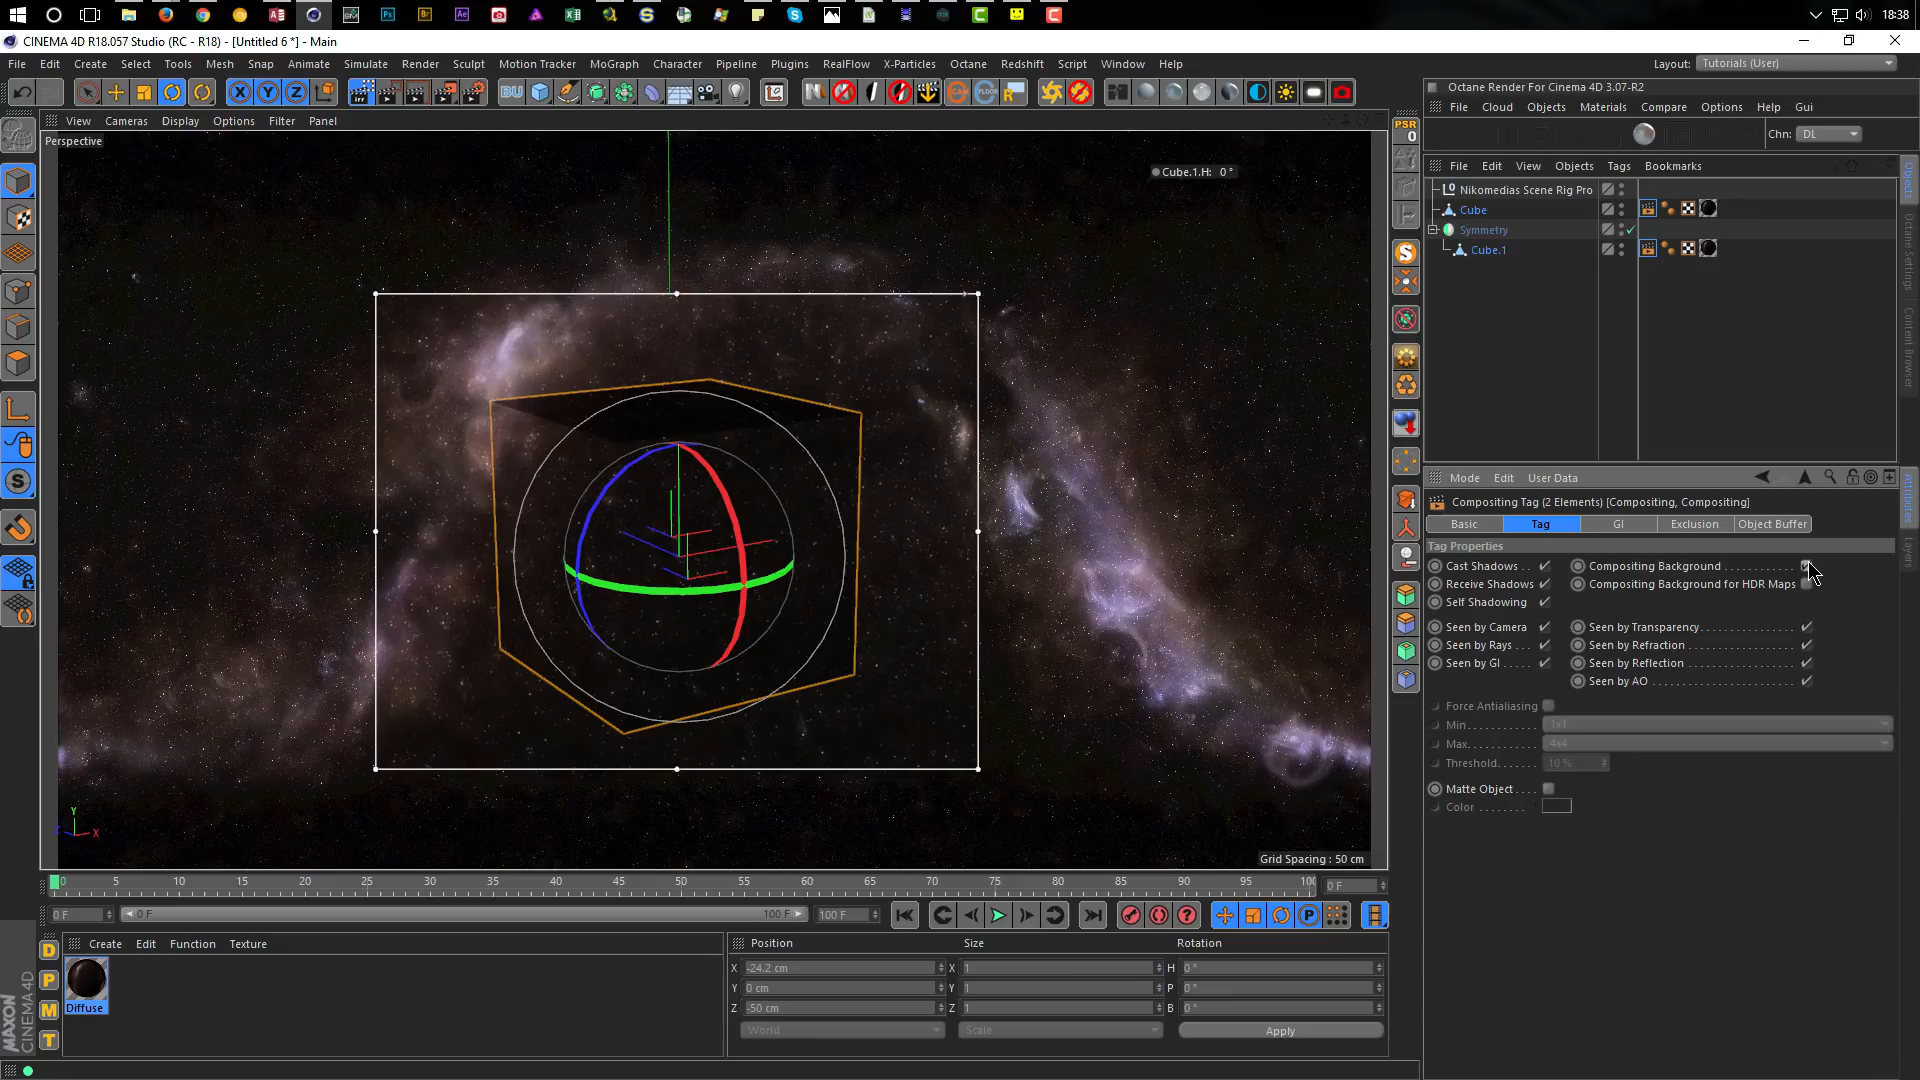 18:38
CINEMA 4D R18.057 Studio (RC - R18) - [Untitled 6 *] - Main
File Edit Create Select Tools Mesh Snap Animate Simulate Render Sculpt Motion Tracker MoGraph Character Pipeline Plugins RealFlow X-Particles Octane Redshift Script Window Help
Layout: Tutorials (User)
Octane Render For Cinema 4D 3.07-R2
File Cloud Objects Materials Compare Options Help Gui
Chn: DL
View Cameras Display Options Filter Panel
Perspective
Cube.1.H: 0 °
PSR
0
File Edit View Objects Tags Bookmarks
Nikomedias Scene Rig Pro
Cube
Symmetry
Cube.1
Objects
Octane Settings
Content Browser
Mode Edit User Data
Compositing Tag (2 Elements) [Compositing, Compositing]
Basic Tag GI Exclusion Object Buffer
Tag Properties
Cast Shadows . . Compositing Background . . . . . . . . . . . .
Receive Shadows Compositing Background for HDR Maps
Self Shadowing
Seen by Camera Seen by Transparency
Seen by Rays Seen by Refraction
Seen by GI Seen by Reflection
Seen by AO
Force Antialiasing
Min. 1x1
Max. 4x4
Threshold 10 %
Matte Object
Color
Attributes
Layers
Y
X
Grid Spacing : 50 cm
0 5 10 15 20 25 30 35 40 45 50 55 60 65 70 75 80 85 90 95 100
0 F
0 F 0 F 100 F 100 F
Create Edit Function Texture
D
P
M
T
Diffuse
Position Size Rotation
X -24.2 cm X 1 H 0 °
Y 0 cm Y 1 P 0 °
Z -50 cm Z 1 B 0 °
World Scale Apply
MAXON
CINEMA 4D